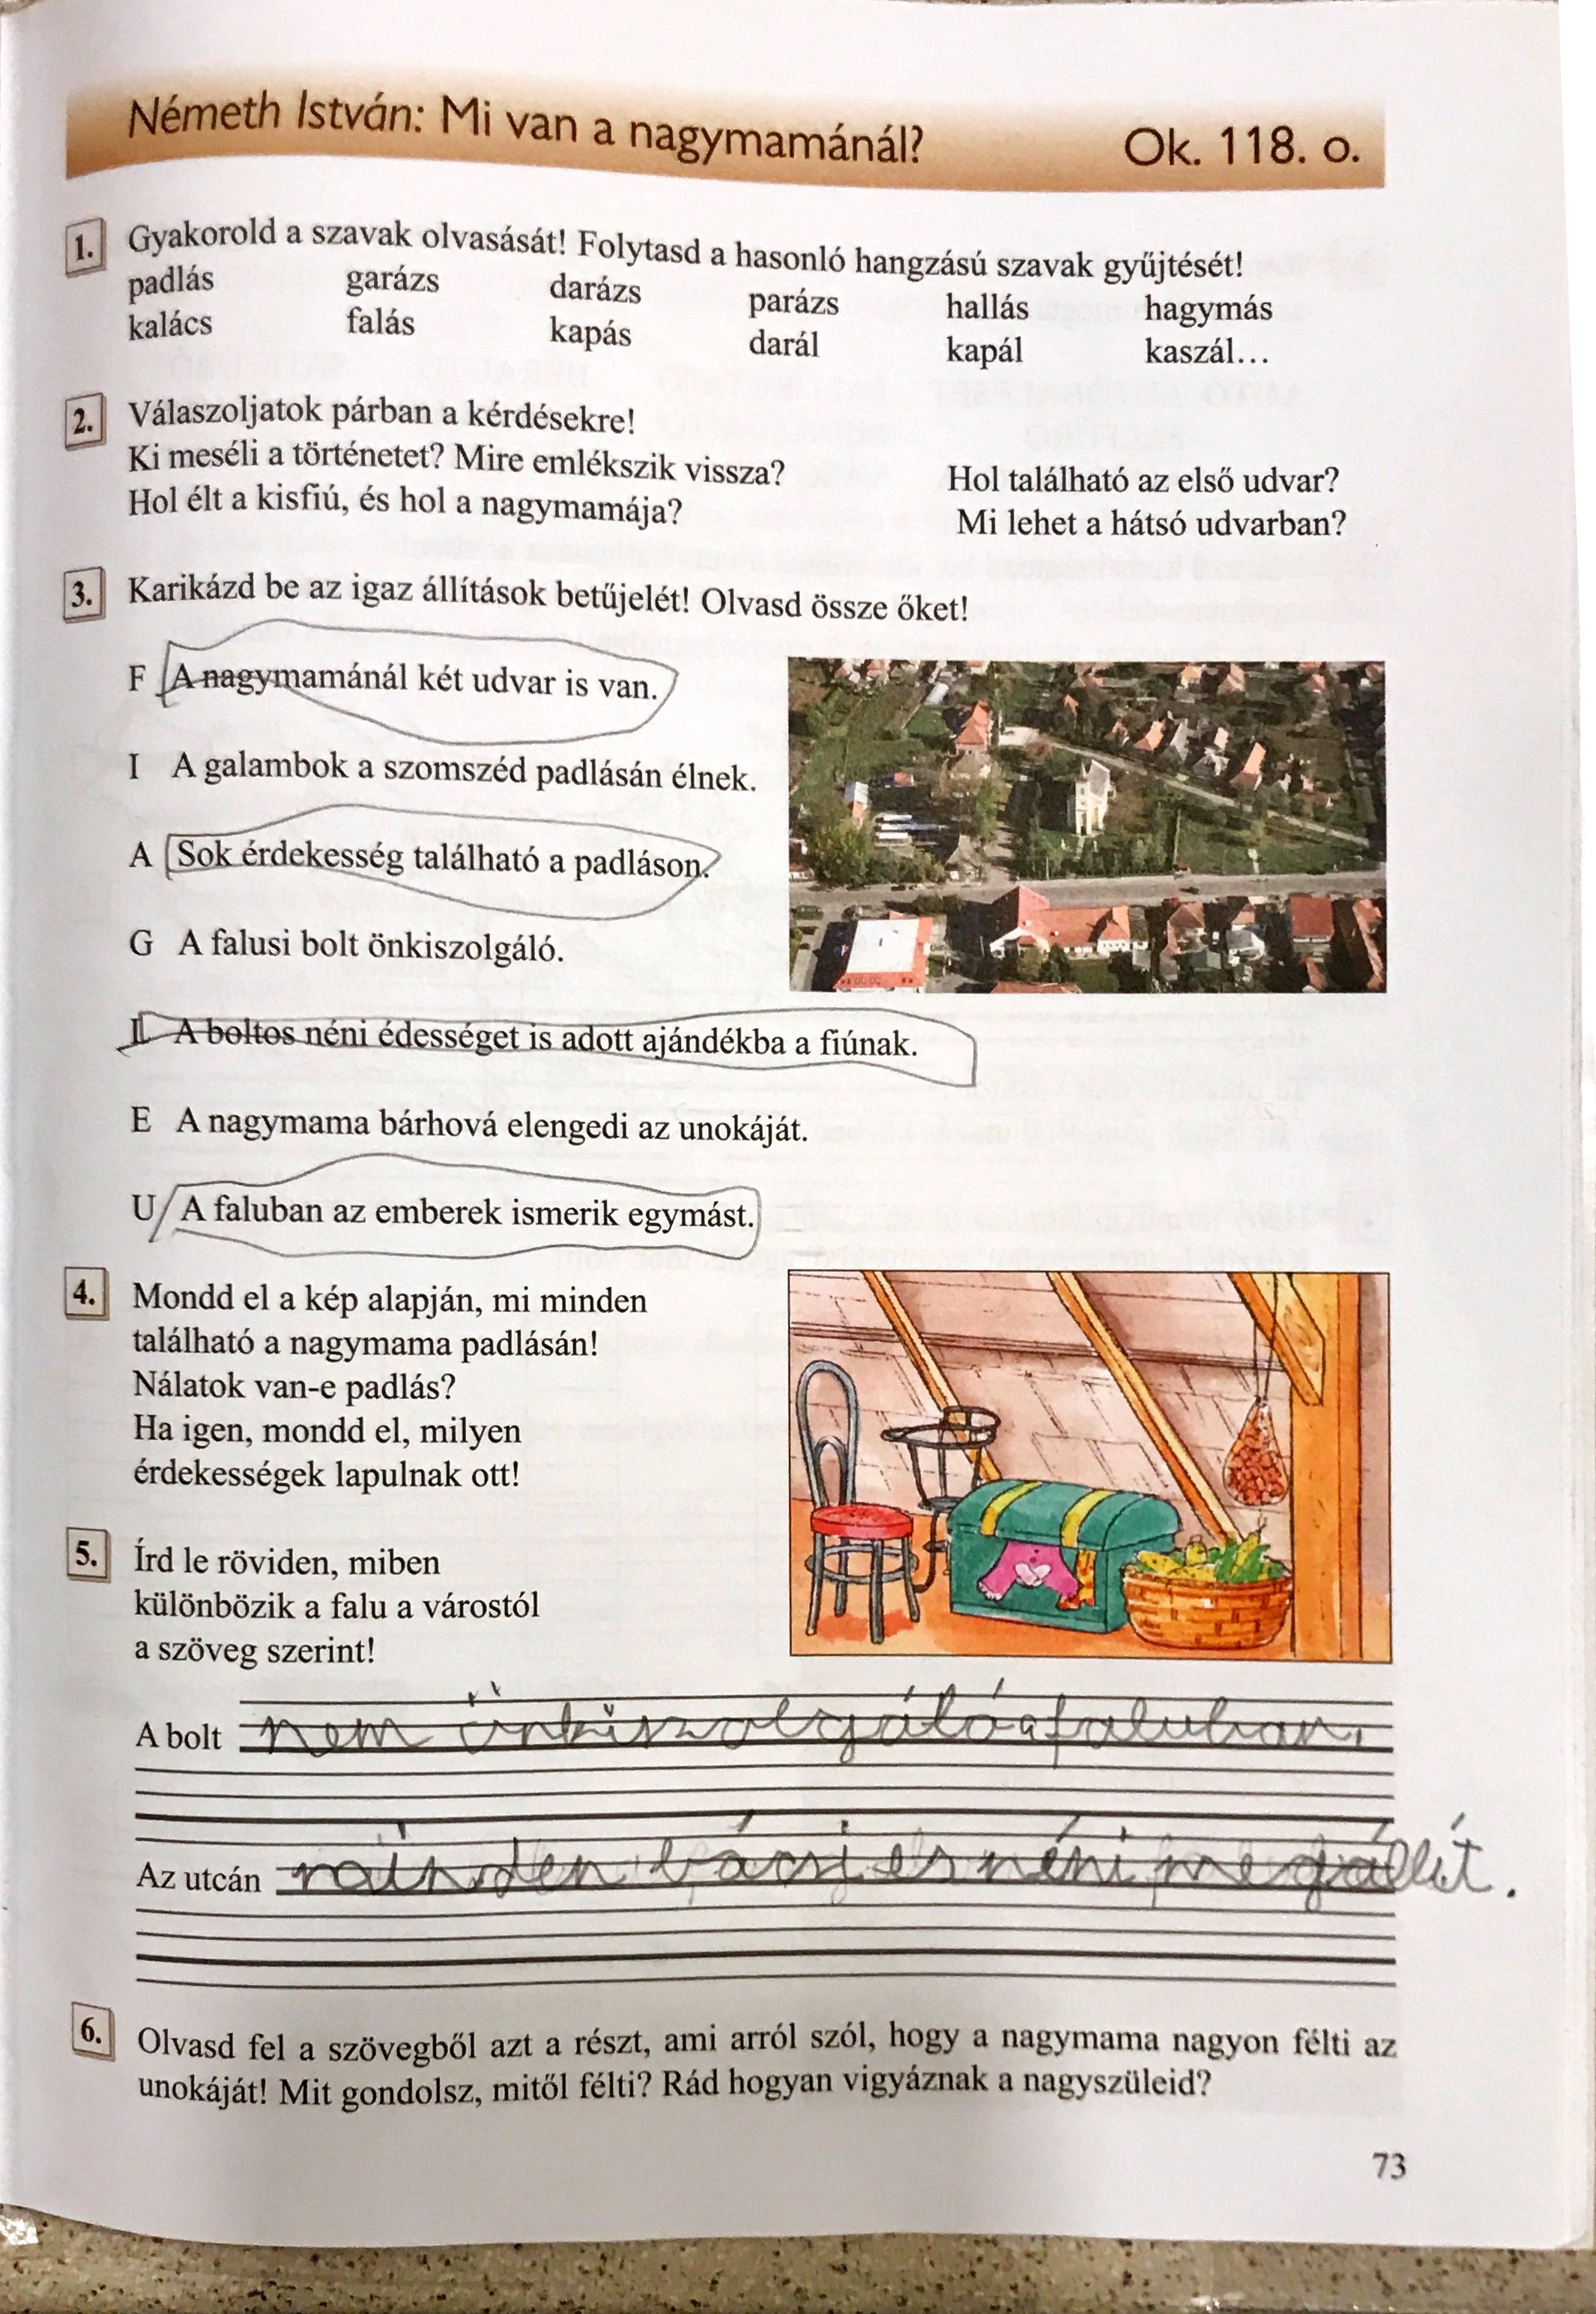 Németh István: Mi van a nagymamánál? Ok. 118. o.
1. Gyakorold a szavak olvasását! Folytasd a hasonló hangzású szavak gyűjtését!
padlás garázs darázs parázs hallás hagymás
kalács falás kapás darál kapál kaszál...
2. Válaszoljatok párban a kérdésekre!
Ki meséli a történetet? Mire emlékszik vissza? Hol található az első udvar?
Hol élt a kisfiú, és hol a nagymamája? Mi lehet a hátsó udvarban?
3. Karikázd be az igaz állítások betűjelét! Olvasd össze őket!
F A nagymamánál két udvar is van.
I A galambok a szomszéd padlásán élnek.
A Sok érdekesség található a padláson.
G A falusi bolt önkiszolgáló.
L A boltos néni édességet is adott ajándékba a fiúnak.
E A nagymama bárhová elengedi az unokáját.
U A faluban az emberek ismerik egymást.
4. Mondd el a kép alapján, mi minden
található a nagymama padlásán!
Nálatok van-e padlás?
Ha igen, mondd el, milyen
érdekességek lapulnak ott!
5. Írd le röviden, miben
különbözik a falu a várostól
a szöveg szerint!
A bolt nem önkiszolgáló a faluban.
Az utcán minden bácsi es néni megállít.
6. Olvasd fel a szövegből azt a részt, ami arról szól, hogy a nagymama nagyon félti az
unokáját! Mit gondolsz, mitől félti? Rád hogyan vigyáznak a nagyszüleid?
73